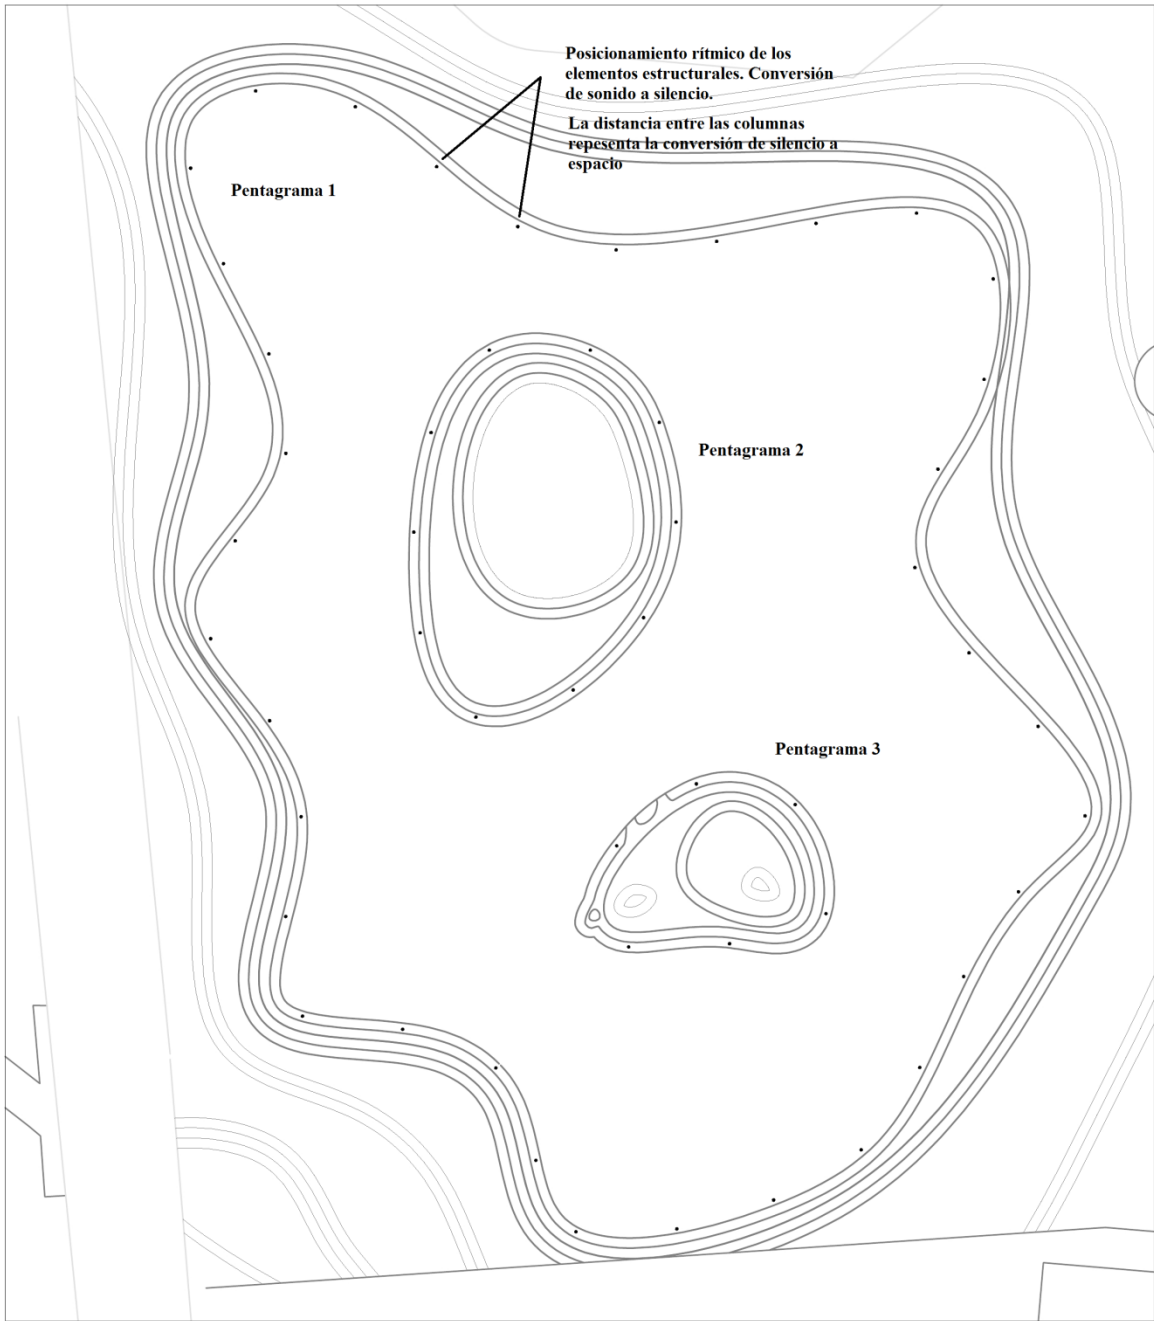 Posicionamiento rítmico de los
elementos estructurales. Conversión
de sonido a silencio.
La distancia entre las columnas
repesenta la conversión de silencio a
espacio
Pentagrama 1
Pentagrama 2
Pentagrama 3